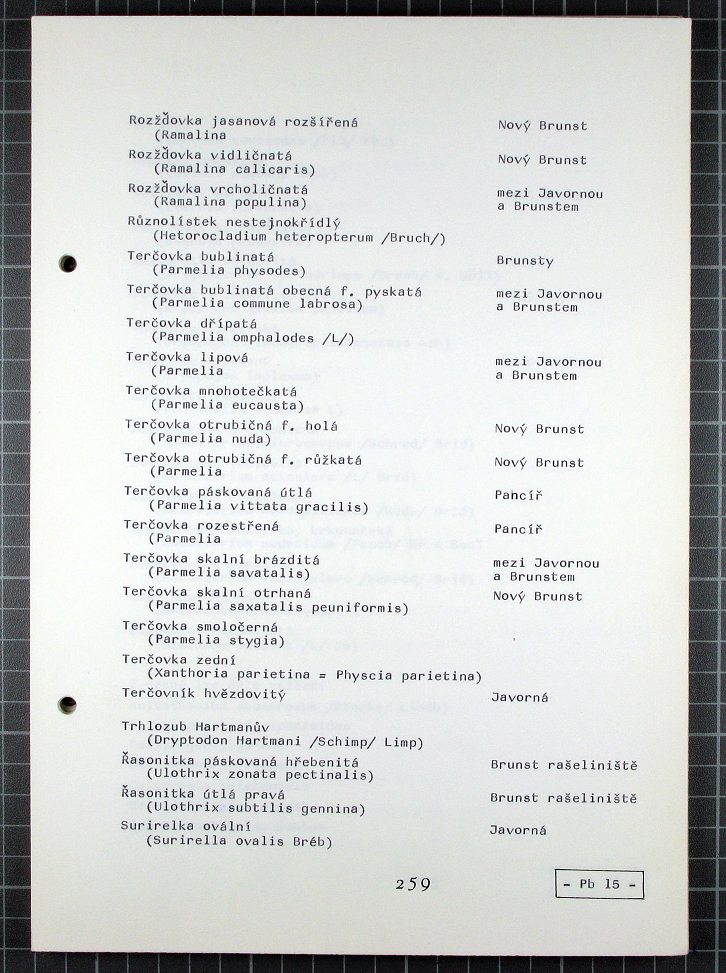 Rozžďovka jasanová rozšířená Nový Brunst
(Ramalina
Rozžďovka vidličnatá Nový Brunst
(Ramalina calicaris)
Rozžďovka vrcholičnatá mezi Javornou
(Ramalina populina) a Brunstem
Různolístek nestejnokřídlý
(Hetorocladium heteropterum /Bruch/)
Terčovka bublinatá Brunsty
(Parmelia physodes)
Terčovka bublinatá obecná f. pyskatá mezi Javornou
(Parmelia commune labrosa) a Brunstem
Terčovka dřípatá
(Parmelia omphalodes /L/)
Terčovka lipová mezi Javornou
(Parmelia a Brunstem
Terčovka mnohotečkatá
(Parmelia eucausta)
Terčovka otrubičná f. holá Nový Brunst
(Parmelia nuda)
Terčovka otrubičná f. růžkatá Nový Brunst
(Parmelia
Terčovka páskovaná útlá Pancíř
(Parmelia vittata gracilis)
Terčovka rozestřená Pancíř
(Parmelia
Terčovka skalní brázditá mezi Javornou
(Parmelia savatalis) a Brunstem
Terčovka skalní otrhaná Nový Brunst
(Parmelia saxatalis peuniformis)
Terčovka smoločerná
(Parmelia stygia)
Terčovka zední
(Xanthoria parietina = Physcia parietina)
Terčovník hvězdovitý Javorná
Trhlozub Hartmanův
(Dryptodon Hartmani /Schimp/ Limp)
Řasonitka páskovaná hřebenitá Brunst rašeliniště
(Ulothrix zonata pectinalis)
Řasonitka útlá pravá Brunst rašeliniště
(Ulothrix subtilis gennina)
Surirelka ovální Javorná
(Surirella ovalis Bréb)
259
- Pb 15 -